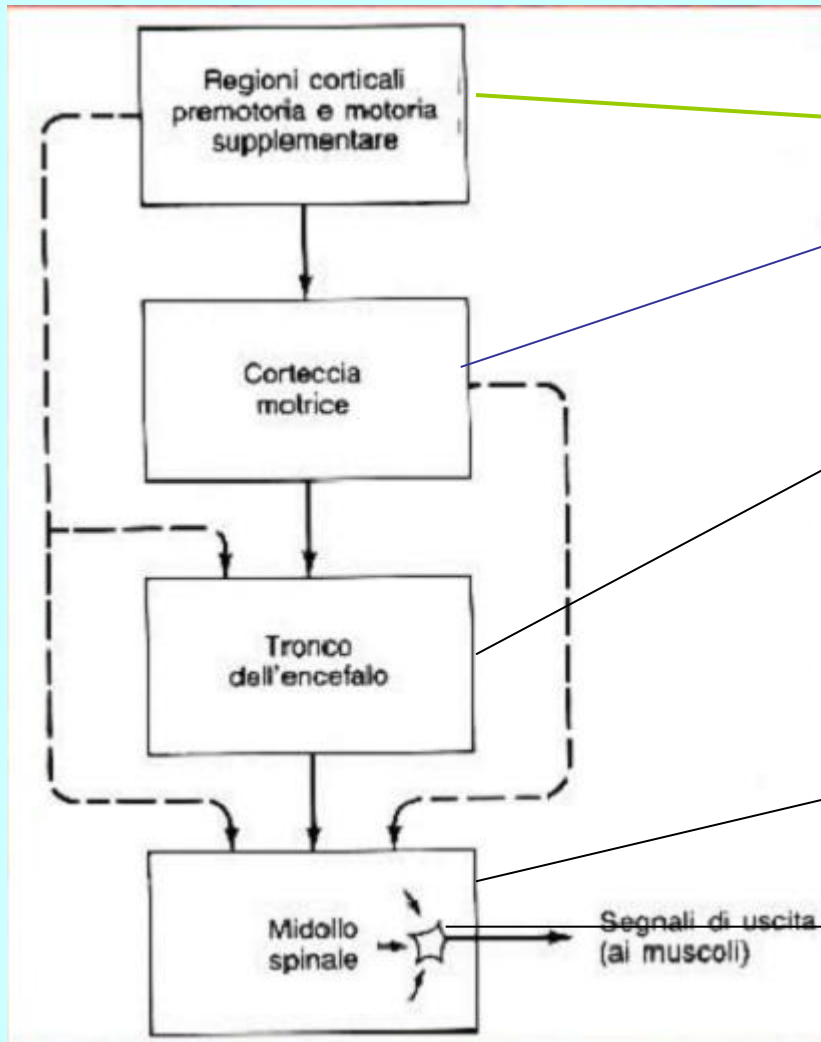 Regioni corticali
premotoria e motoria
supplementare
Corteccia
motrice
Tronco
dell'encefalo
Midollo
spinale
Segnali di uscita
(ai muscoli)